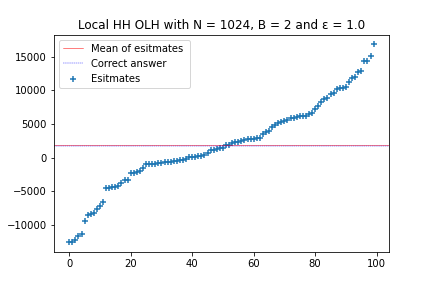 Local HH OLH with N = 1024, B = 2 and ε = 1.0
Mean of esitmates
Correct answer
Esitmates
15000
10000
5000
0
−5000
−10000
0 20 40 60 80 100